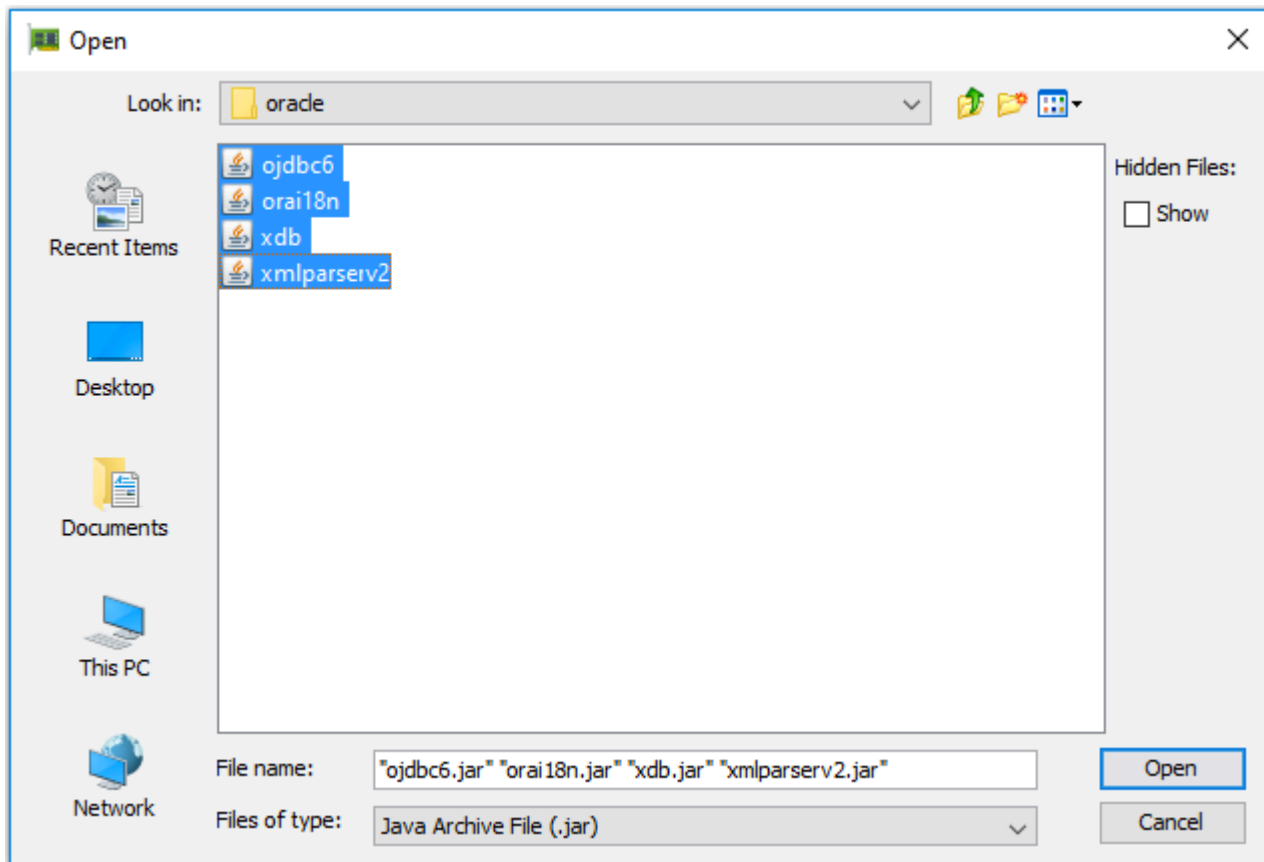 Open
Look in:
oracle
ojdbc6
orai18n
xdb
xmlparserv2
Hidden Files:
Show
Recent Items
Desktop
Documents
This PC
Network
File name:
"ojdbc6.jar" "orai18n.jar" "xdb.jar" "xmlparserv2.jar"
Open
Files of type:
Java Archive File (.jar)
Cancel